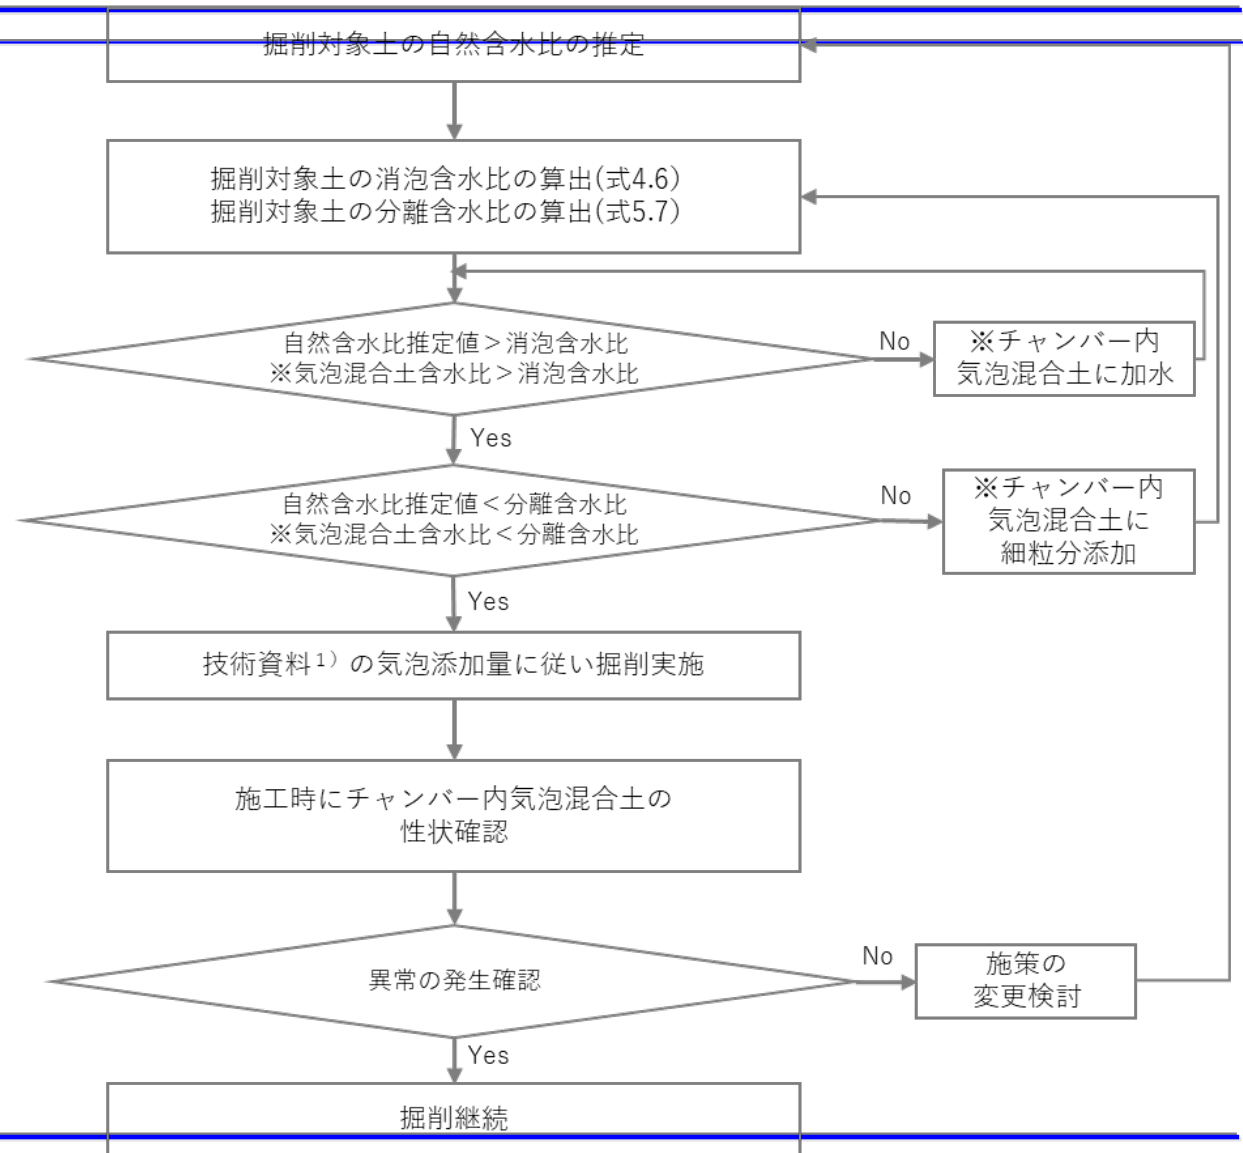 掘削対象土の自然含水比の推定
掘削対象土の消泡含水比の算出(式4.6)
掘削対象土の分離含水比の算出(式5.7)
自然含水比推定値＞消泡含水比
※気泡混合土含水比＞消泡含水比
No
※チャンバー内
気泡混合土に加水
Yes
自然含水比推定値＜分離含水比
※気泡混合土含水比＜分離含水比
No
※チャンバー内
気泡混合土に
細粒分添加
Yes
技術資料1）の気泡添加量に従い掘削実施
施工時にチャンバー内気泡混合土の
性状確認
異常の発生確認
No
施策の
変更検討
Yes
掘削継続